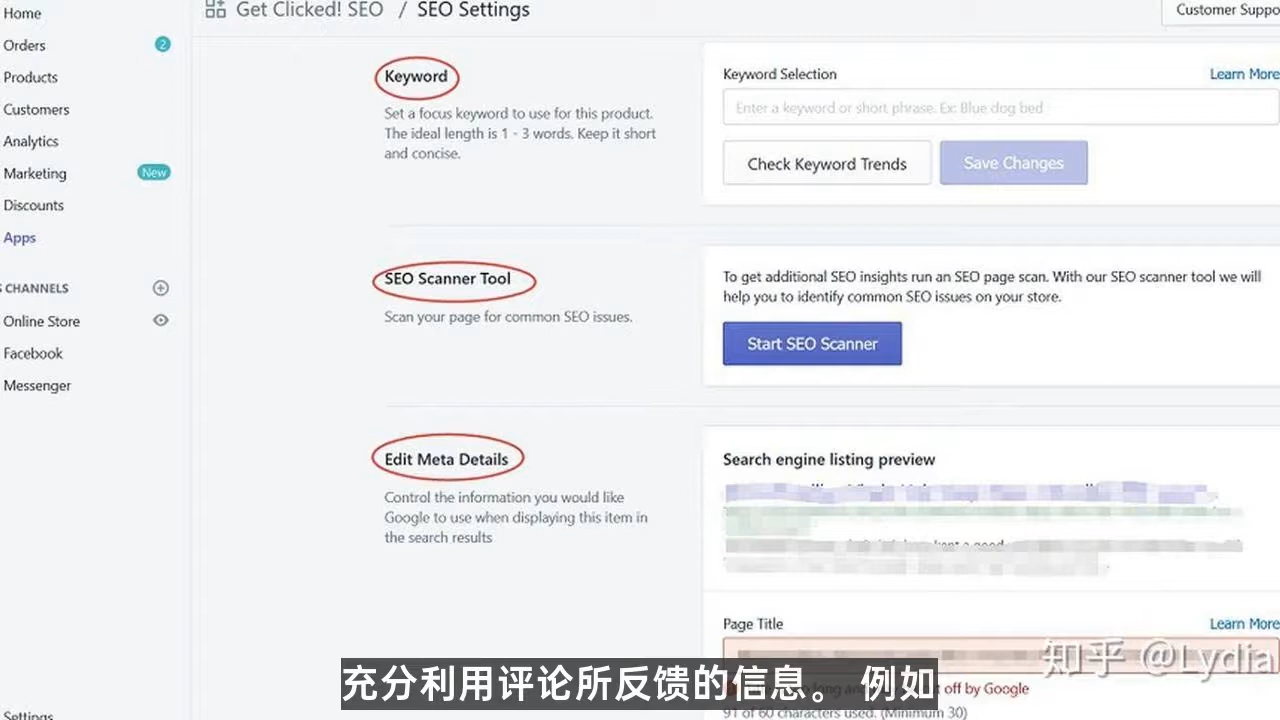 Home
Orders
2
Products
Customers
Analytics
Marketing
New
Discounts
Apps
CHANNELS
Online Store
Facebook
Messenger
Settings
Get Clicked! SEO / SEO Settings
Customer Suppo
Keyword
Set a focus keyword to use for this product.
The ideal length is 1 - 3 words. Keep it short
and concise.
Keyword Selection
Learn More
Enter a keyword or short phrase. Ex: Blue dog bed
Check Keyword Trends
Save Changes
SEO Scanner Tool
Scan your page for common SEO issues.
To get additional SEO insights run an SEO page scan. With our SEO scanner tool we will
help you to identify common SEO issues on your store.
Start SEO Scanner
Edit Meta Details
Control the information you would like
Google to use when displaying this item in
the search results
Search engine listing preview
Page Title
Learn More
知乎 @Lydia
off by Google
91 of 60 characters used. (Minimum 30)
充分利用评论所反馈的信息。 例如